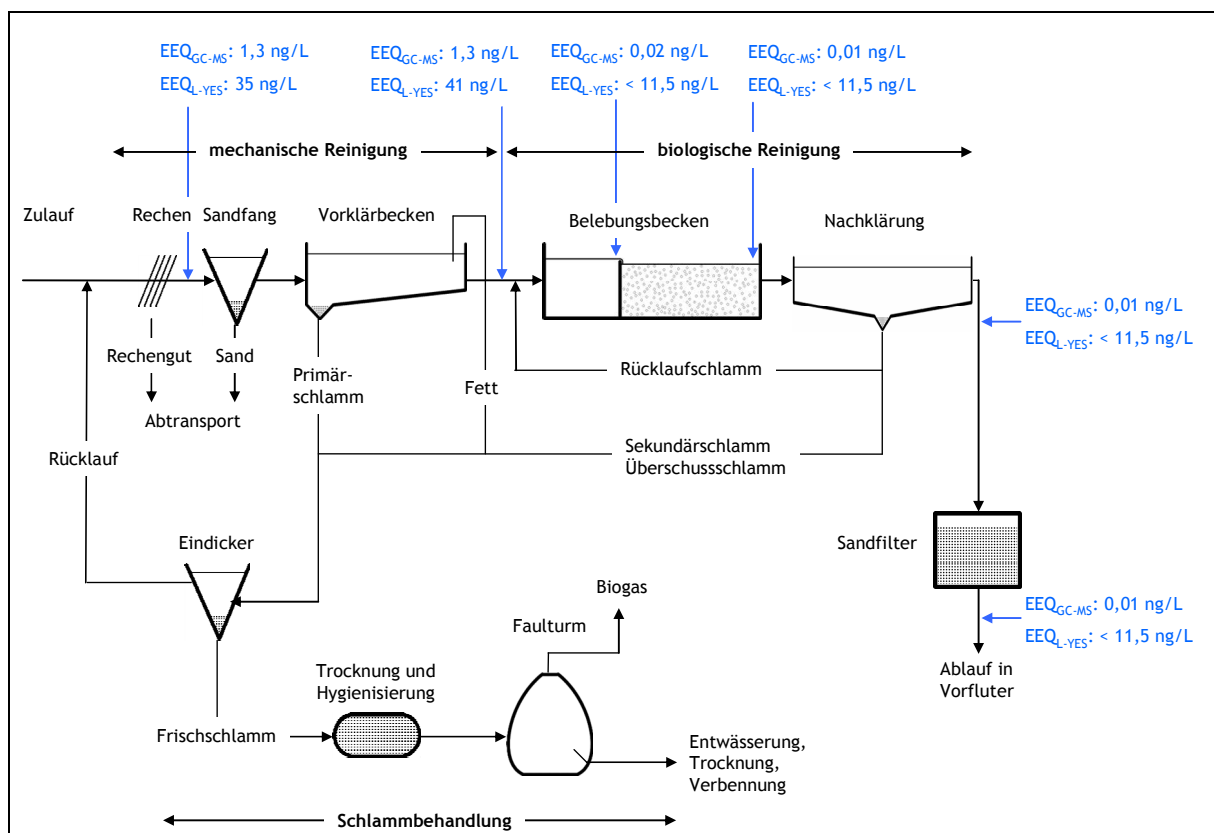 EEQGC-MS: 1,3 ng/L
EEQL-YES: 35 ng/L
EEQGC-MS: 1,3 ng/L
EEQL-YES: 41 ng/L
EEQGC-MS: 0,02 ng/L
EEQL-YES: < 11,5 ng/L
EEQGC-MS: 0,01 ng/L
EEQL-YES: < 11,5 ng/L
mechanische Reinigung
biologische Reinigung
Zulauf
Rechen
Sandfang
Vorklärbecken
Belebungsbecken
Nachklärung
EEQGC-MS: 0,01 ng/L
EEQL-YES: < 11,5 ng/L
Rechengut
Sand
Abtransport
Primär-
schlamm
Fett
Rücklaufschlamm
Rücklauf
Sekundärschlamm
Überschussschlamm
Eindicker
Sandfilter
Biogas
Faulturm
EEQGC-MS: 0,01 ng/L
EEQL-YES: < 11,5 ng/L
Ablauf in
Vorfluter
Trocknung und
Hygienisierung
Frischschlamm
Entwässerung,
Trocknung,
Verbennung
Schlammbehandlung